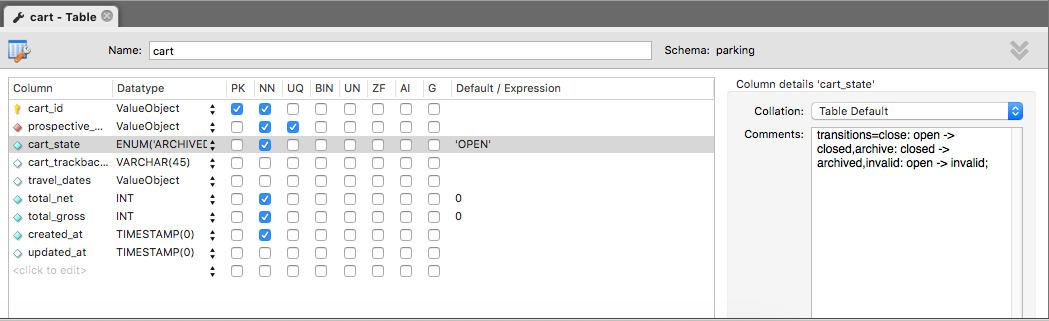 cart - Table
Name: cart Schema: parking
Column Datatype PK NN UQ BIN UN ZF AI G Default / Expression
cart_id ValueObject
prospective_... ValueObject
cart_state ENUM('ARCHIVED 'OPEN'
cart_trackbac... VARCHAR(45)
travel_dates ValueObject
total_net INT 0
total_gross INT 0
created_at TIMESTAMP(0)
updated_at TIMESTAMP(0)
<click to edit>
Column details 'cart_state'
Collation: Table Default
Comments: transitions=close: open ->
closed,archive: closed ->
archived,invalid: open -> invalid;